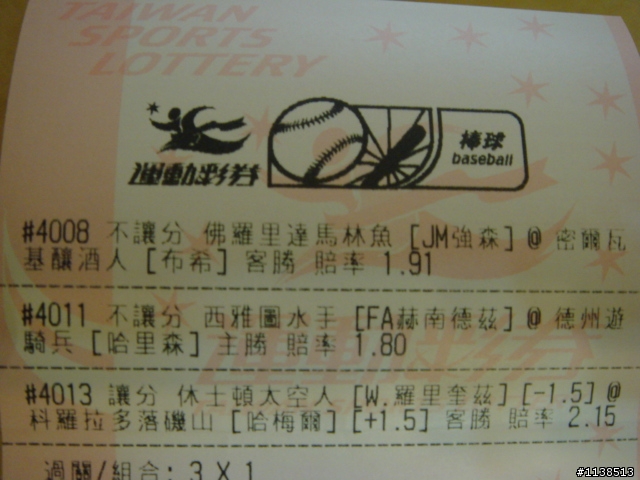 TAIWAN
SPORTS
LOTTERY
運動彩券
棒球
baseball
#4008 不讓分 佛羅里達馬林魚 [JM強森] @ 密爾瓦
基釀酒人 [布希] 客勝 賠率 1.91
#4011 不讓分 西雅圖水手 [FA赫南德茲] @ 德州遊
騎兵 [哈里森] 主勝 賠率 1.80
#4013 讓分 休士頓太空人 [W.羅里奎茲] [-1.5] @
科羅拉多落磯山 [哈梅爾] [+1.5] 客勝 賠率 2.15
過關/組合: 3 X 1
#1138513